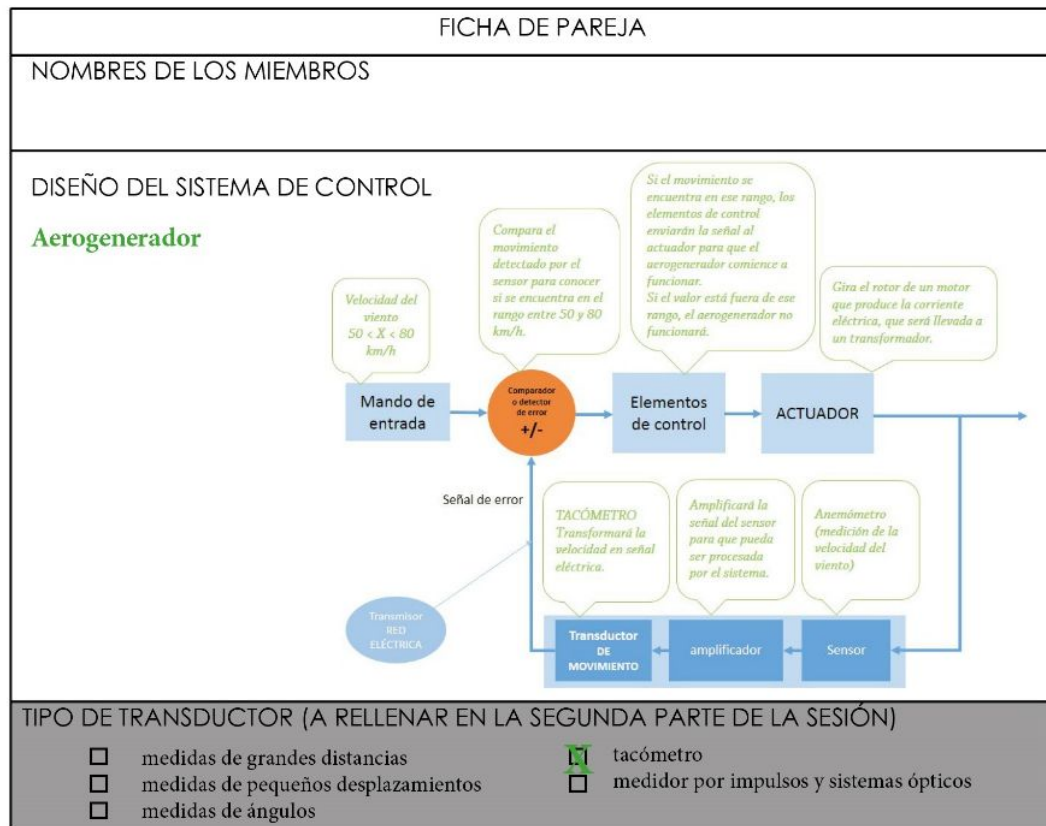 FICHA DE PAREJA
NOMBRES DE LOS MIEMBROS
DISEÑO DEL SISTEMA DE CONTROL
Aerogenerador
Velocidad del
viento
50 < X < 80
km/h
Compara el
movimiento
detectado por el
sensor para conocer
si se encuentra en el
rango entre 50 y 80
km/h.
Si el movimiento se
encuentra en ese rango, los
elementos de control
enviarán la señal al
actuador para que el
aerogenerador comience a
funcionar.
Si el valor está fuera de ese
rango, el aerogenerador no
funcionará.
Gira el rotor de un motor
que produce la corriente
eléctrica, que será llevada a
un transformador.
Mando de
entrada
Comparador
o detector
de error
+/-
Elementos
de control
ACTUADOR
Señal de error
TACÓMETRO
Transformará la
velocidad en señal
eléctrica.
Amplificará la
señal del sensor
para que pueda
ser procesada
por el sistema.
Anemómetro
(medición de la
velocidad del
viento)
Transmisor
RED
ELÉCTRICA
Transductor
DE
MOVIMIENTO
amplificador
Sensor
TIPO DE TRANSDUCTOR (A RELLENAR EN LA SEGUNDA PARTE DE LA SESIÓN)
medidas de grandes distancias
medidas de pequeños desplazamientos
medidas de ángulos
X tacómetro
medidor por impulsos y sistemas ópticos